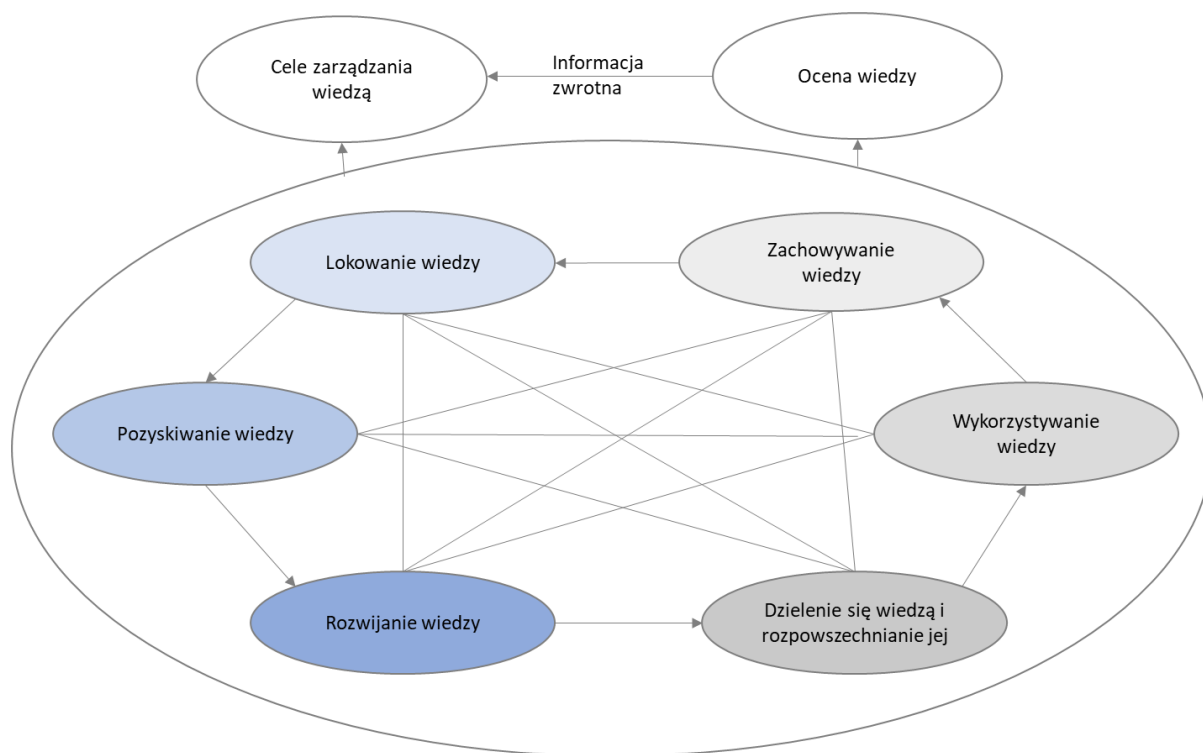 Cele zarządzania
wiedzą
Informacja
zwrotna
Ocena wiedzy
Lokowanie wiedzy
Zachowywanie
wiedzy
Pozyskiwanie wiedzy
Wykorzystywanie
wiedzy
Rozwijanie wiedzy
Dzielenie się wiedzą i
rozpowszechnianie jej